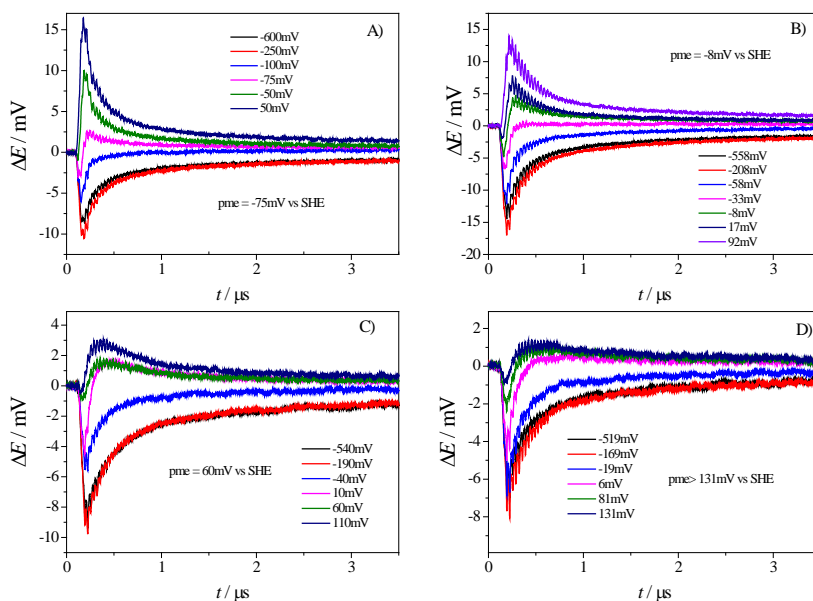 A)
15
10
5
0
-5
-10
ΔE / mV
-600mV
-250mV
-100mV
-75mV
-50mV
50mV
pme = -75mV vs SHE
0
1
2
3
t / μs
B)
15
10
5
0
-5
-10
-15
-20
ΔE / mV
pme = -8mV vs SHE
-558mV
-208mV
-58mV
-33mV
-8mV
17mV
92mV
0
1
2
3
t / μs
C)
4
2
0
-2
-4
-6
-8
-10
ΔE / mV
pme = 60mV vs SHE
-540mV
-190mV
-40mV
10mV
60mV
110mV
0
1
2
3
t / μs
D)
2
0
-2
-4
-6
-8
ΔE / mV
-519mV
-169mV
-19mV
6mV
81mV
131mV
pme> 131mV vs SHE
0
1
2
3
t / μs